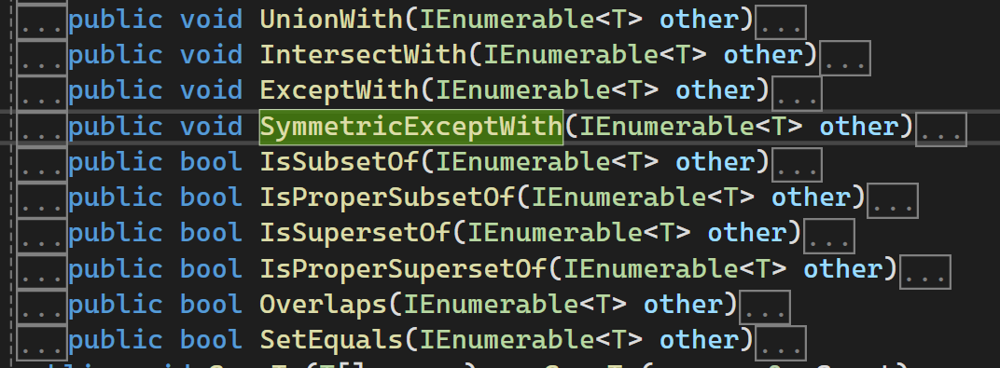 ...public void UnionWith(IEnumerable<T> other)...
...public void IntersectWith(IEnumerable<T> other)...
...public void ExceptWith(IEnumerable<T> other)...
...public void SymmetricExceptWith(IEnumerable<T> other)...
...public bool IsSubsetOf(IEnumerable<T> other)...
...public bool IsProperSubsetOf(IEnumerable<T> other)...
...public bool IsSupersetOf(IEnumerable<T> other)...
...public bool IsProperSupersetOf(IEnumerable<T> other)...
...public bool Overlaps(IEnumerable<T> other)...
...public bool SetEquals(IEnumerable<T> other)...